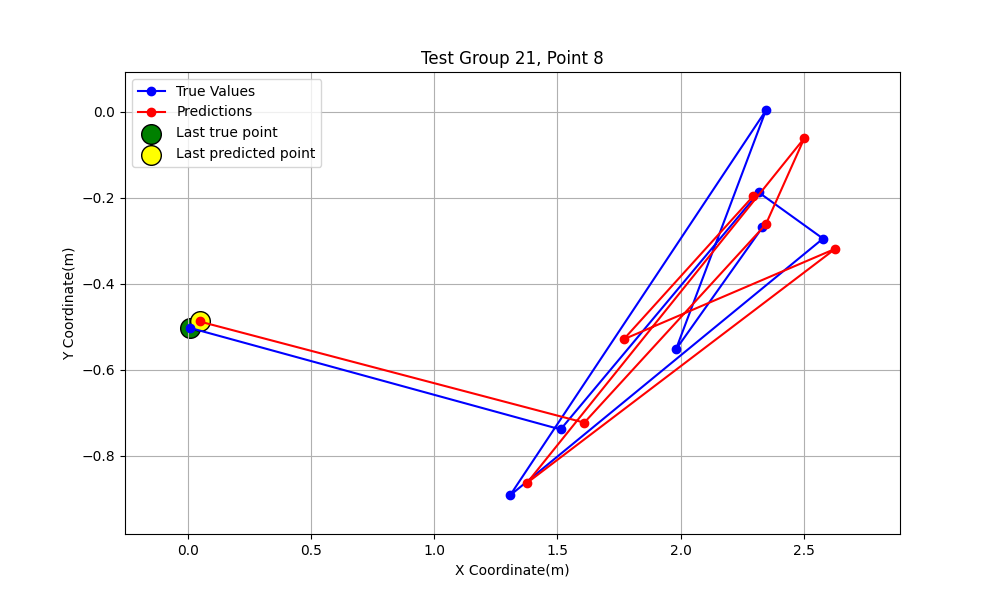 Test Group 21, Point 8
True Values
Predictions
Last true point
Last predicted point
0.0
−0.2
−0.4
−0.6
−0.8
Y Coordinate(m)
0.0 0.5 1.0 1.5 2.0 2.5
X Coordinate(m)